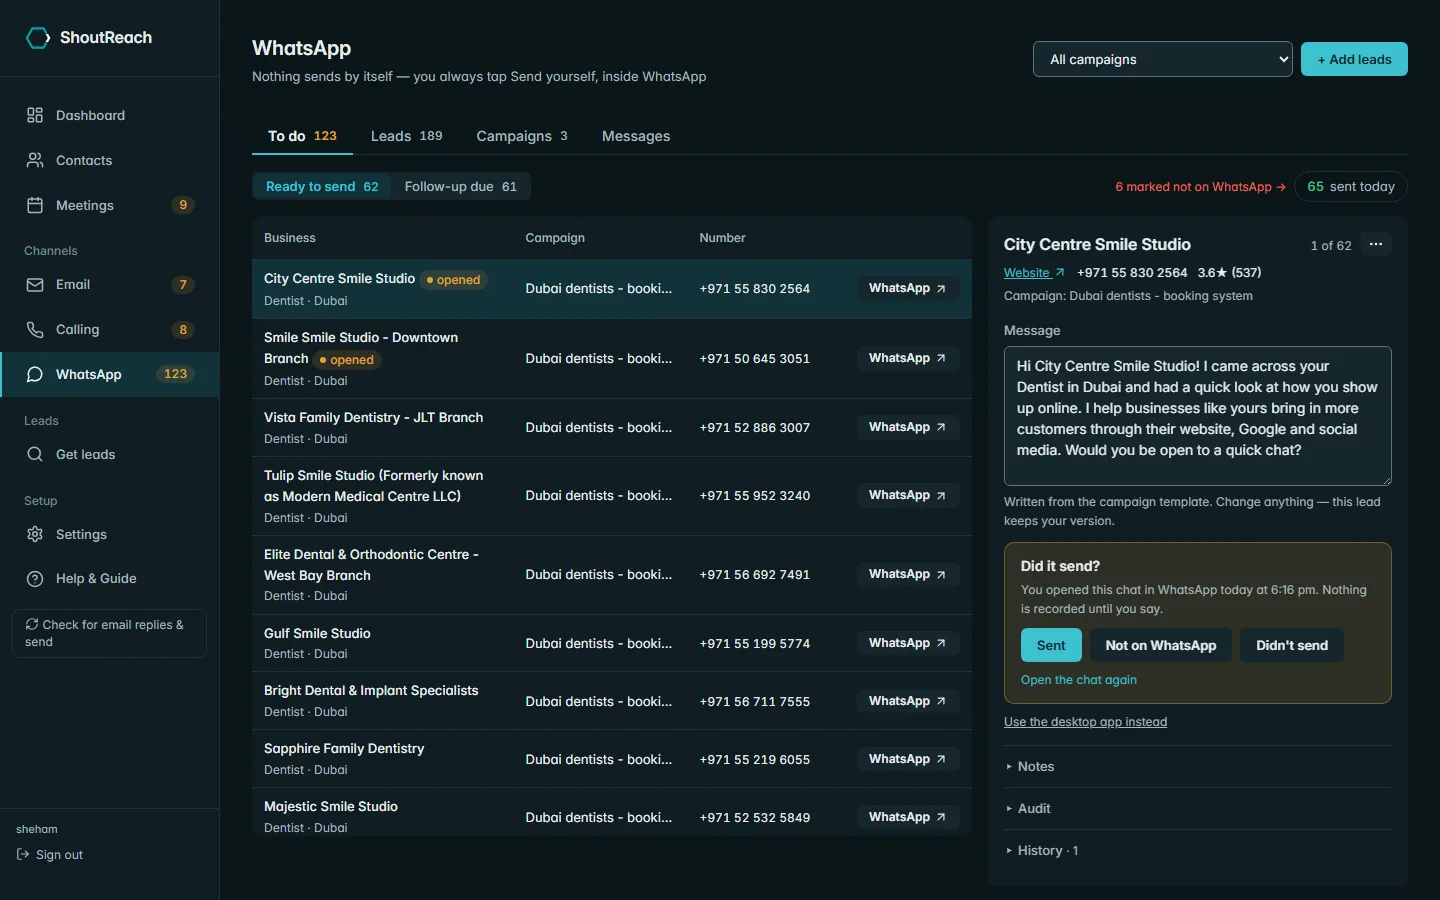 ShoutReach
Dashboard
Contacts
Meetings 9
Channels
Email 7
Calling 8
WhatsApp 123
Leads
Get leads
Setup
Settings
Help & Guide
Check for email replies &
send
sheham
Sign out
WhatsApp
Nothing sends by itself — you always tap Send yourself, inside WhatsApp
All campaigns
+ Add leads
To do 123 Leads 189 Campaigns 3 Messages
Ready to send 62 Follow-up due 61
6 marked not on WhatsApp → 65 sent today
Business Campaign Number
City Centre Smile Studio • opened
Dentist · Dubai
Dubai dentists - booki... +971 55 830 2564 WhatsApp ↗
Smile Smile Studio - Downtown
Branch • opened
Dentist · Dubai
Dubai dentists - booki... +971 50 645 3051 WhatsApp ↗
Vista Family Dentistry - JLT Branch
Dentist · Dubai
Dubai dentists - booki... +971 52 886 3007 WhatsApp ↗
Tulip Smile Studio (Formerly known
as Modern Medical Centre LLC)
Dentist · Dubai
Dubai dentists - booki... +971 55 952 3240 WhatsApp ↗
Elite Dental & Orthodontic Centre -
West Bay Branch
Dentist · Dubai
Dubai dentists - booki... +971 56 692 7491 WhatsApp ↗
Gulf Smile Studio
Dentist · Dubai
Dubai dentists - booki... +971 55 199 5774 WhatsApp ↗
Bright Dental & Implant Specialists
Dentist · Dubai
Dubai dentists - booki... +971 56 711 7555 WhatsApp ↗
Sapphire Family Dentistry
Dentist · Dubai
Dubai dentists - booki... +971 55 219 6055 WhatsApp ↗
Majestic Smile Studio
Dentist · Dubai
Dubai dentists - booki... +971 52 532 5849 WhatsApp ↗
City Centre Smile Studio 1 of 62 ...
Website ↗ +971 55 830 2564 3.6★ (537)
Campaign: Dubai dentists - booking system
Message
Hi City Centre Smile Studio! I came across your
Dentist in Dubai and had a quick look at how you show
up online. I help businesses like yours bring in more
customers through their website, Google and social
media. Would you be open to a quick chat?
Written from the campaign template. Change anything — this lead
keeps your version.
Did it send?
You opened this chat in WhatsApp today at 6:16 pm. Nothing
is recorded until you say.
Sent Not on WhatsApp Didn't send
Open the chat again
Use the desktop app instead
▸ Notes
▸ Audit
▸ History · 1